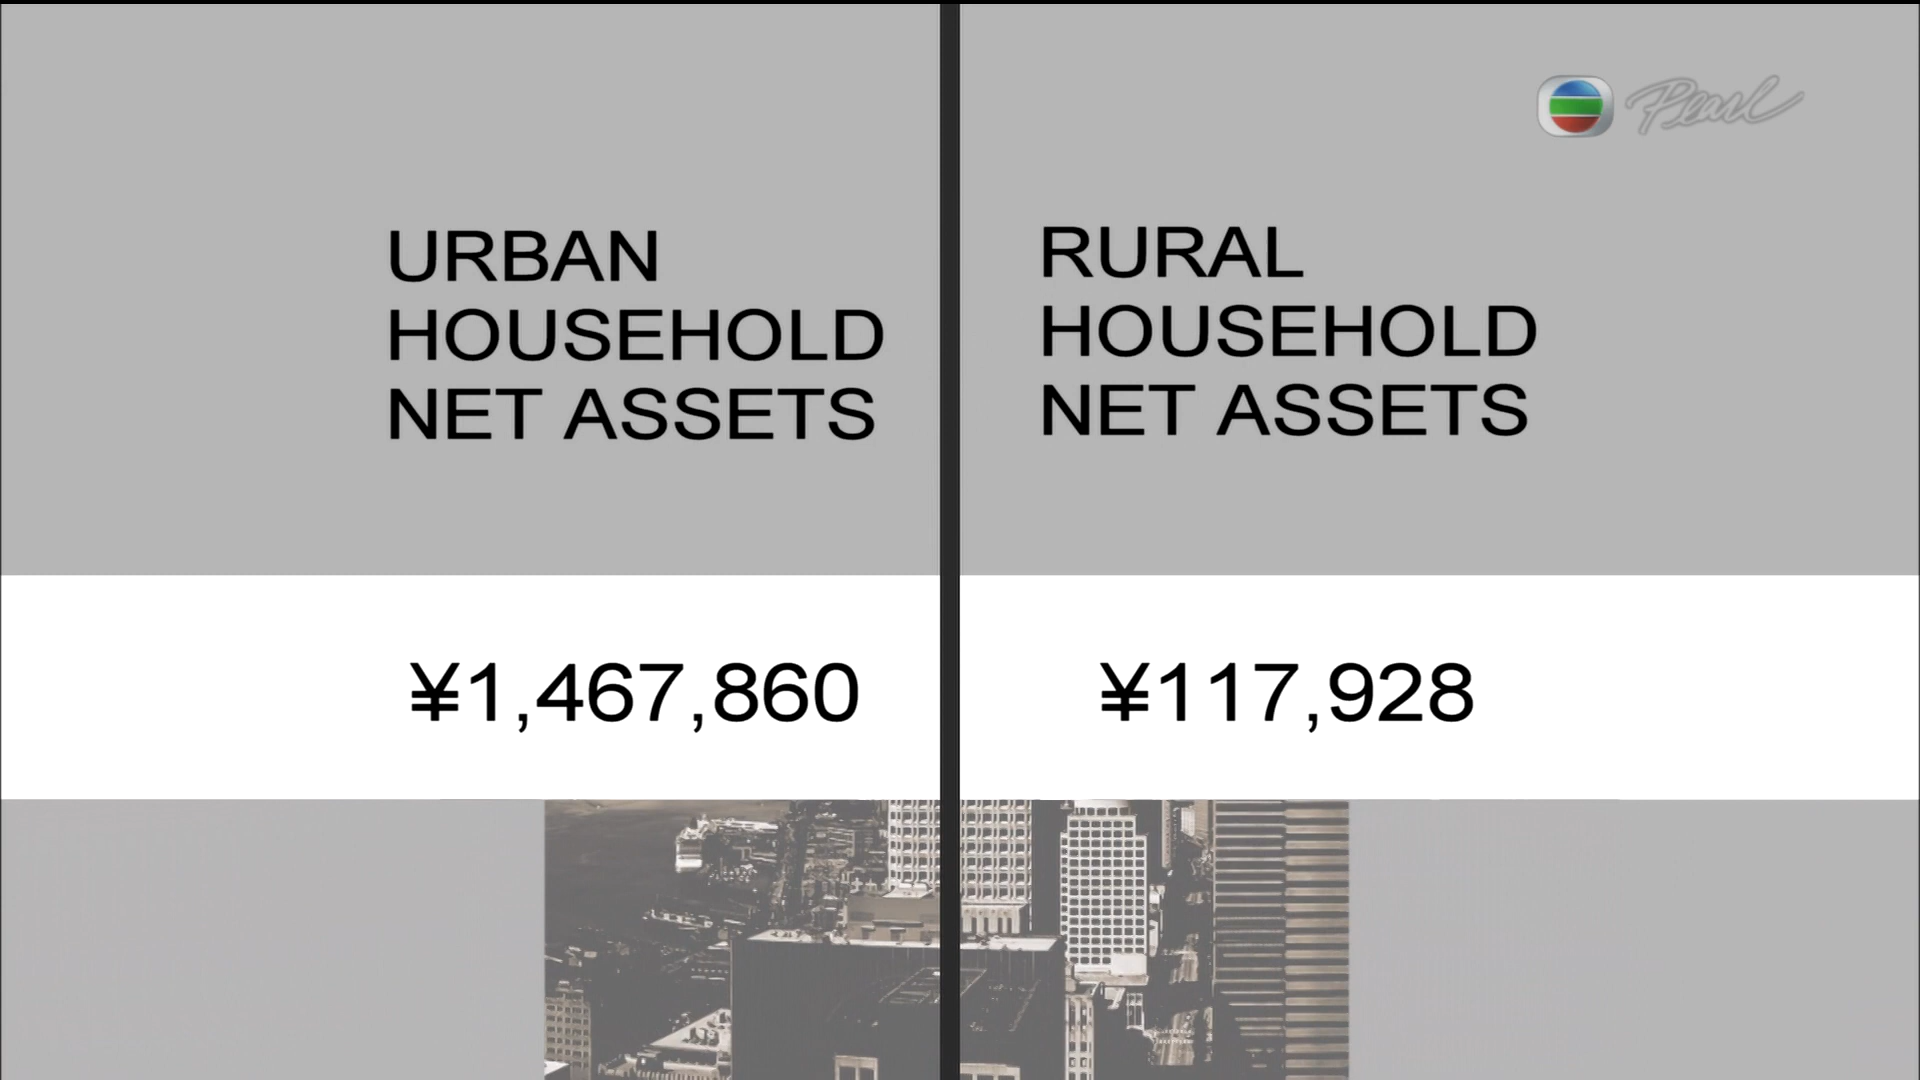 Pearl
URBAN
HOUSEHOLD
NET ASSETS
¥1,467,860
RURAL
HOUSEHOLD
NET ASSETS
¥117,928